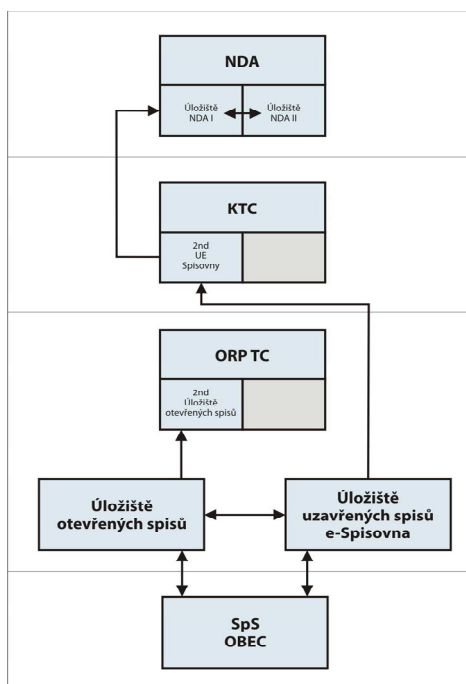 NDA
Úložiště
NDA I
Úložiště
NDA II
KTC
2nd
UE
Spisovny
ORP TC
2nd
Úložiště
otevřených spisů
Úložiště
otevřených spisů
Úložiště
uzavřených spisů
e-Spisovna
SpS
OBEC